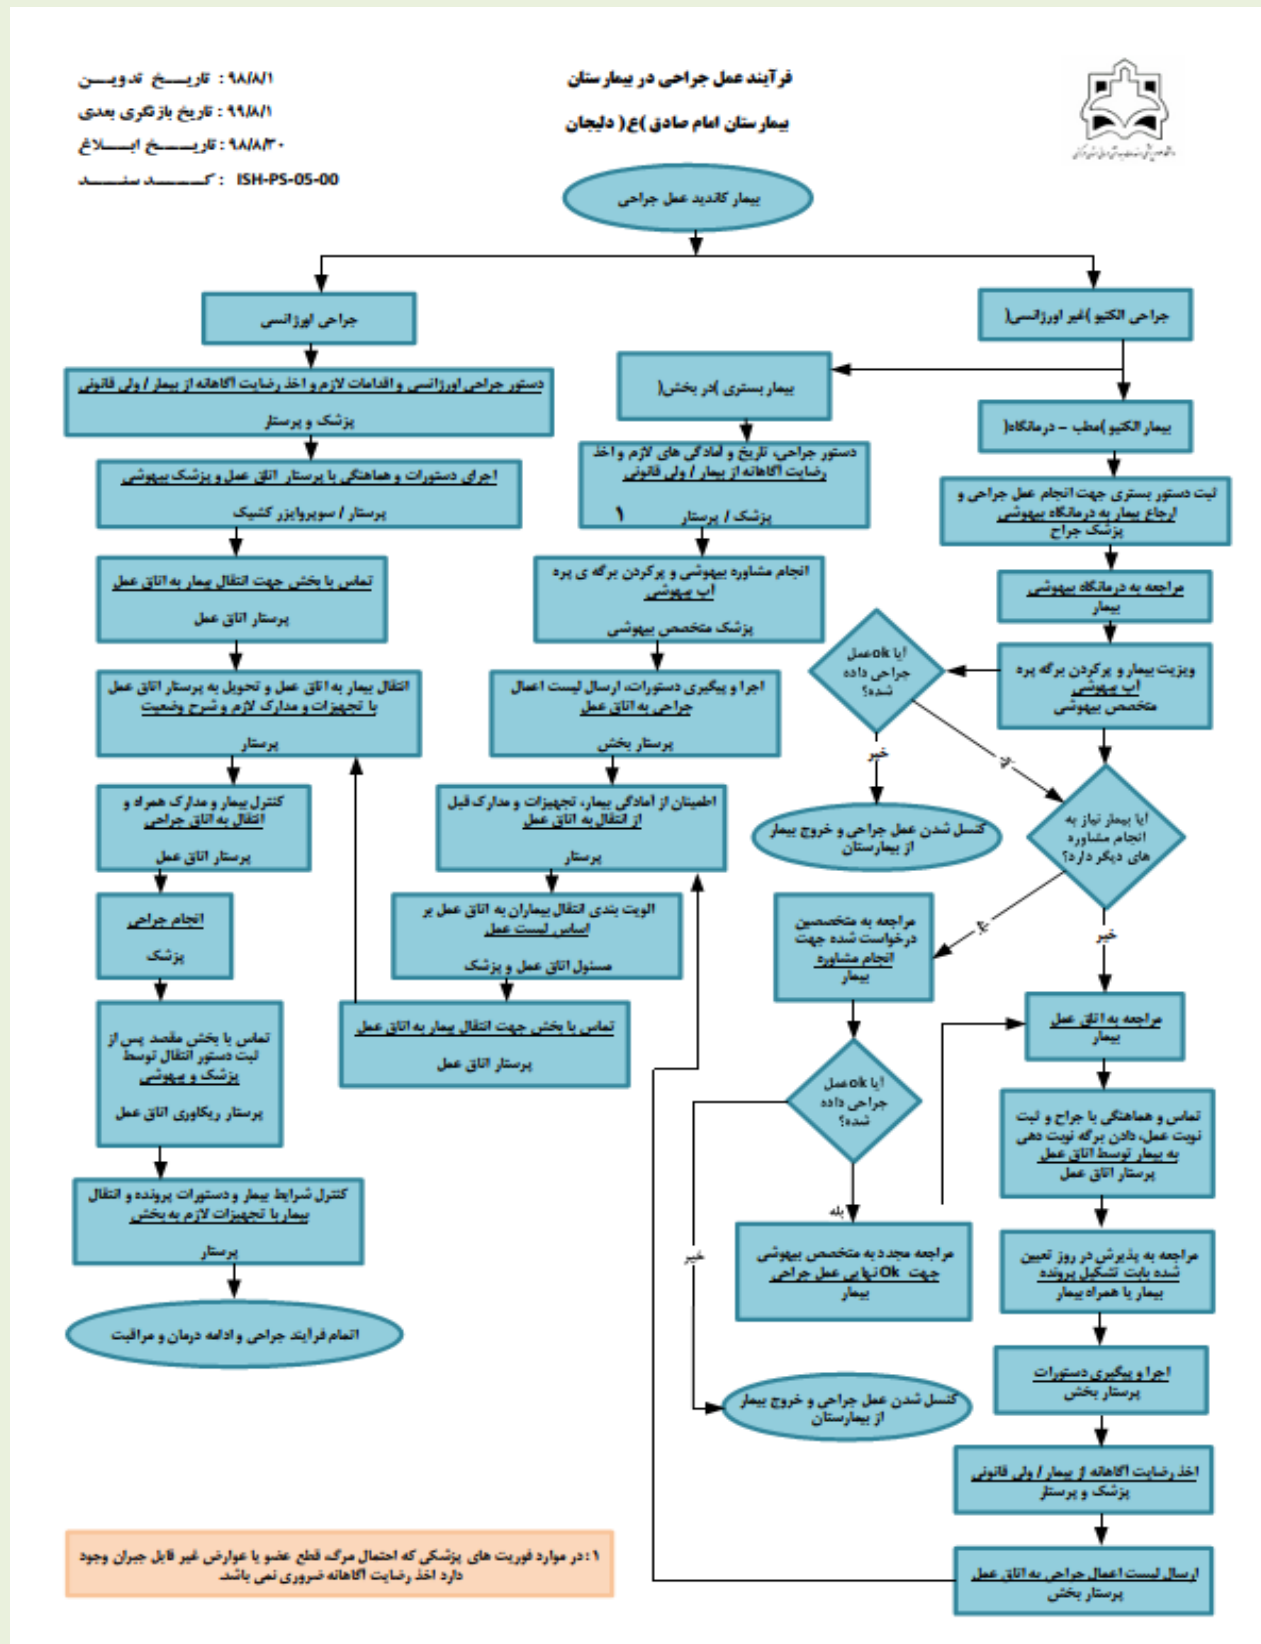 فرآیند عمل جراحی در بیمارستان
بیمارستان امام صادق )ع( دلیجان
۹۸/۸/۱ : تاریـــخ تدویـــن
۹۹/۸/۱ : تاریخ بازنگری بعدی
۹۸/۸/۳۰ : تاریـــخ ابـــلاغ
ISH-PS-05-00 : کـــــد سنـــــد
بیمار کاندید عمل جراحی
جراحی الکتیو )غیر اورژانسی(
جراحی اورژانسی
بیمار بستری )در بخش(
بیمار الکتیو )مطب – درمانگاه(
ثبت دستور بستری جهت انجام عمل جراحی و
ارجاع بیمار به درمانگاه بیهوشی
پزشک جراح
مراجعه به درمانگاه بیهوشی
بیمار
ویزیت بیمار و پرکردن برگه پره
آپ بیهوشی
متخصص بیهوشی
آیا okعمل
جراحی داده
شده؟
خیر
بله
کنسل شدن عمل جراحی و خروج بیمار
از بیمارستان
آیا بیمار نیاز به
انجام مشاوره
های دیگر دارد؟
بله
خیر
مراجعه به متخصصین
درخواست شده جهت
انجام مشاوره
بیمار
آیا okعمل
جراحی داده
شده؟
بله
خیر
مراجعه مجدد به متخصص بیهوشی
جهت Okنهایی عمل جراحی
بیمار
کنسل شدن عمل جراحی و خروج بیمار
از بیمارستان
مراجعه به اتاق عمل
بیمار
تماس و هماهنگی با جراح و ثبت
نوبت عمل، دادن برگه نوبت دهی
به بیمار توسط اتاق عمل
پرستار اتاق عمل
مراجعه به پذیرش در روز تعیین
شده بابت تشکیل پرونده
بیمار یا همراه بیمار
اجرا و پیگیری دستورات
پرستار بخش
اخذ رضایت آگاهانه از بیمار / ولی قانونی
پزشک و پرستار
ارسال لیست اعمال جراحی به اتاق عمل
پرستار بخش
دستور جراحی، تاریخ و آمادگی های لازم و اخذ
رضایت آگاهانه از بیمار / ولی قانونی
پزشک / پرستار ۱
انجام مشاوره بیهوشی و پرکردن برگه ی پره
آپ بیهوشی
پزشک متخصص بیهوشی
اجرا و پیگیری دستورات، ارسال لیست اعمال
جراحی به اتاق عمل
پرستار بخش
اطمینان از آمادگی بیمار، تجهیزات و مدارک قبل
از انتقال به اتاق عمل
پرستار
الویت بندی انتقال بیماران به اتاق عمل بر
اساس لیست عمل
مسئول اتاق عمل و پزشک
تماس با بخش جهت انتقال بیمار به اتاق عمل
پرستار اتاق عمل
دستور جراحی اورژانسی و اقدامات لازم و اخذ رضایت آگاهانه از بیمار / ولی قانونی
پزشک و پرستار
اجرای دستورات و هماهنگی با پرستار اتاق عمل و پزشک بیهوشی
پرستار / سوپروایزر کشیک
تماس با بخش جهت انتقال بیمار به اتاق عمل
پرستار اتاق عمل
انتقال بیمار به اتاق عمل و تحویل به پرستار اتاق عمل
با تجهیزات و مدارک لازم و شرح وضعیت
پرستار
کنترل بیمار و مدارک همراه و
انتقال به اتاق جراحی
پرستار اتاق عمل
انجام جراحی
پزشک
تماس با بخش مقصد پس از
ثبت دستور انتقال توسط
پزشک و بیهوشی
پرستار ریکاوری اتاق عمل
کنترل شرایط بیمار و دستورات پرونده و انتقال
بیمار با تجهیزات لازم به بخش
پرستار
اتمام فرآیند جراحی و ادامه درمان و مراقبت
۱: در موارد فوریت های پزشکی که احتمال مرگ، قطع عضو یا عوارض غیر قابل جبران وجود
دارد اخذ رضایت آگاهانه ضروری نمی باشد.